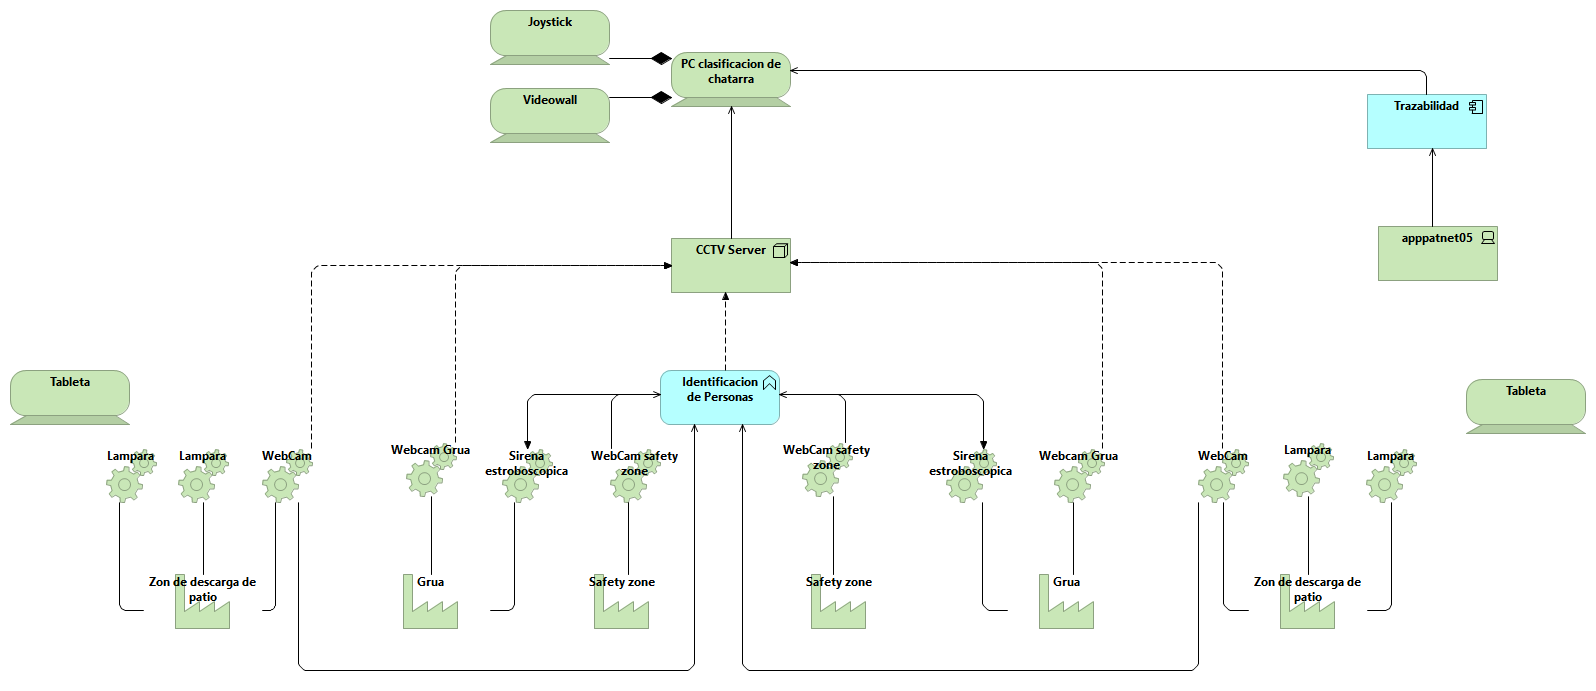 Joystick
PC clasificacion de
chatarra
Videowall
Trazabilidad
CCTV Server
apppatnet05
Tableta
Identificacion
de Personas
Tableta
Lampara
Lampara
WebCam
Webcam Grua
Sirena
estroboscopica
WebCam safety
zone
WebCam safety
zone
Sirena
estroboscopica
Webcam Grua
WebCam
Lampara
Lampara
Zon de descarga de
patio
Grua
Safety zone
Safety zone
Grua
Zon de descarga de
patio